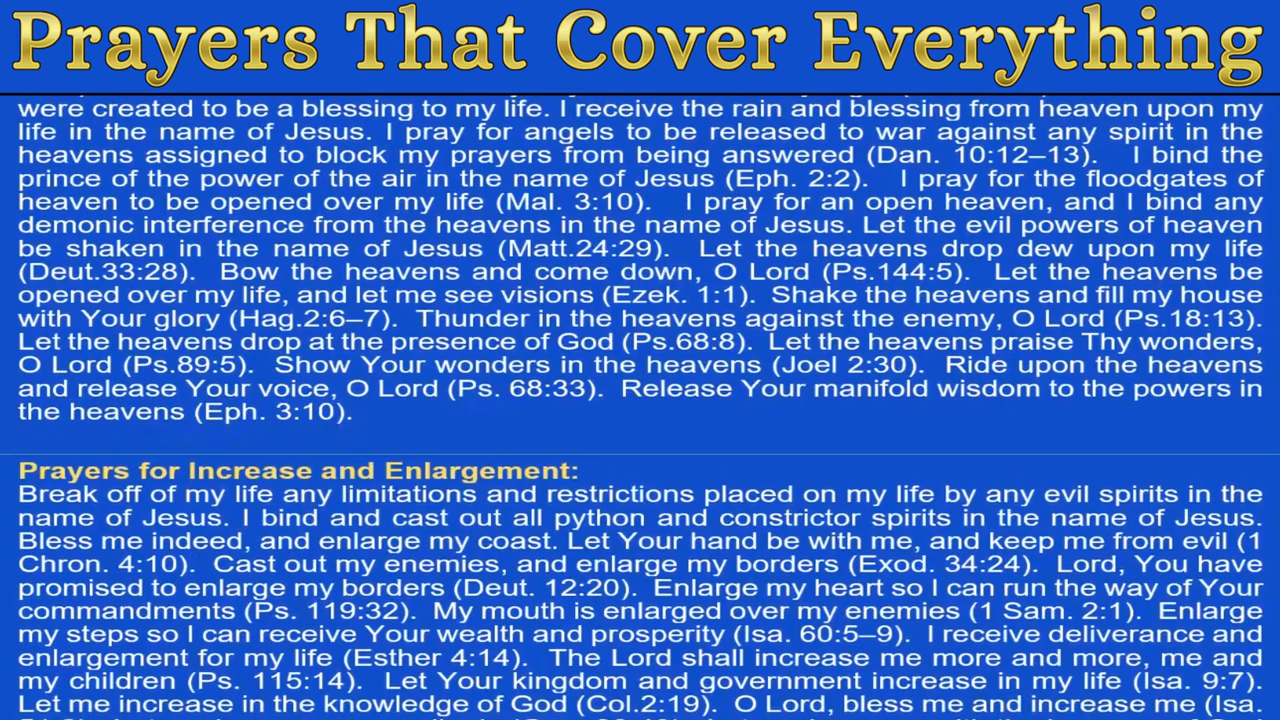 Prayers That Cover Everything
were created to be a blessing to my life. I receive the rain and blessing from heaven upon my
life in the name of Jesus. I pray for angels to be released to war against any spirit in the
heavens assigned to block my prayers from being answered (Dan. 10:12–13). I bind the
prince of the power of the air in the name of Jesus (Eph. 2:2). I pray for the floodgates of
heaven to be opened over my life (Mal. 3:10). I pray for an open heaven, and I bind any
demonic interference from the heavens in the name of Jesus. Let the evil powers of heaven
be shaken in the name of Jesus (Matt.24:29). Let the heavens drop dew upon my life
(Deut.33:28). Bow the heavens and come down, O Lord (Ps.144:5). Let the heavens be
opened over my life, and let me see visions (Ezek. 1:1). Shake the heavens and fill my house
with Your glory (Hag.2:6–7). Thunder in the heavens against the enemy, O Lord (Ps.18:13).
Let the heavens drop at the presence of God (Ps.68:8). Let the heavens praise Thy wonders,
O Lord (Ps.89:5). Show Your wonders in the heavens (Joel 2:30). Ride upon the heavens
and release Your voice, O Lord (Ps. 68:33). Release Your manifold wisdom to the powers in
the heavens (Eph. 3:10).
Prayers for Increase and Enlargement:
Break off of my life any limitations and restrictions placed on my life by any evil spirits in the
name of Jesus. I bind and cast out all python and constrictor spirits in the name of Jesus.
Bless me indeed, and enlarge my coast. Let Your hand be with me, and keep me from evil (1
Chron. 4:10). Cast out my enemies, and enlarge my borders (Exod. 34:24). Lord, You have
promised to enlarge my borders (Deut. 12:20). Enlarge my heart so I can run the way of Your
commandments (Ps. 119:32). My mouth is enlarged over my enemies (1 Sam. 2:1). Enlarge
my steps so I can receive Your wealth and prosperity (Isa. 60:5–9). I receive deliverance and
enlargement for my life (Esther 4:14). The Lord shall increase me more and more, me and
my children (Ps. 115:14). Let Your kingdom and government increase in my life (Isa. 9:7).
Let me increase in the knowledge of God (Col.2:19). O Lord, bless me and increase me (Isa.